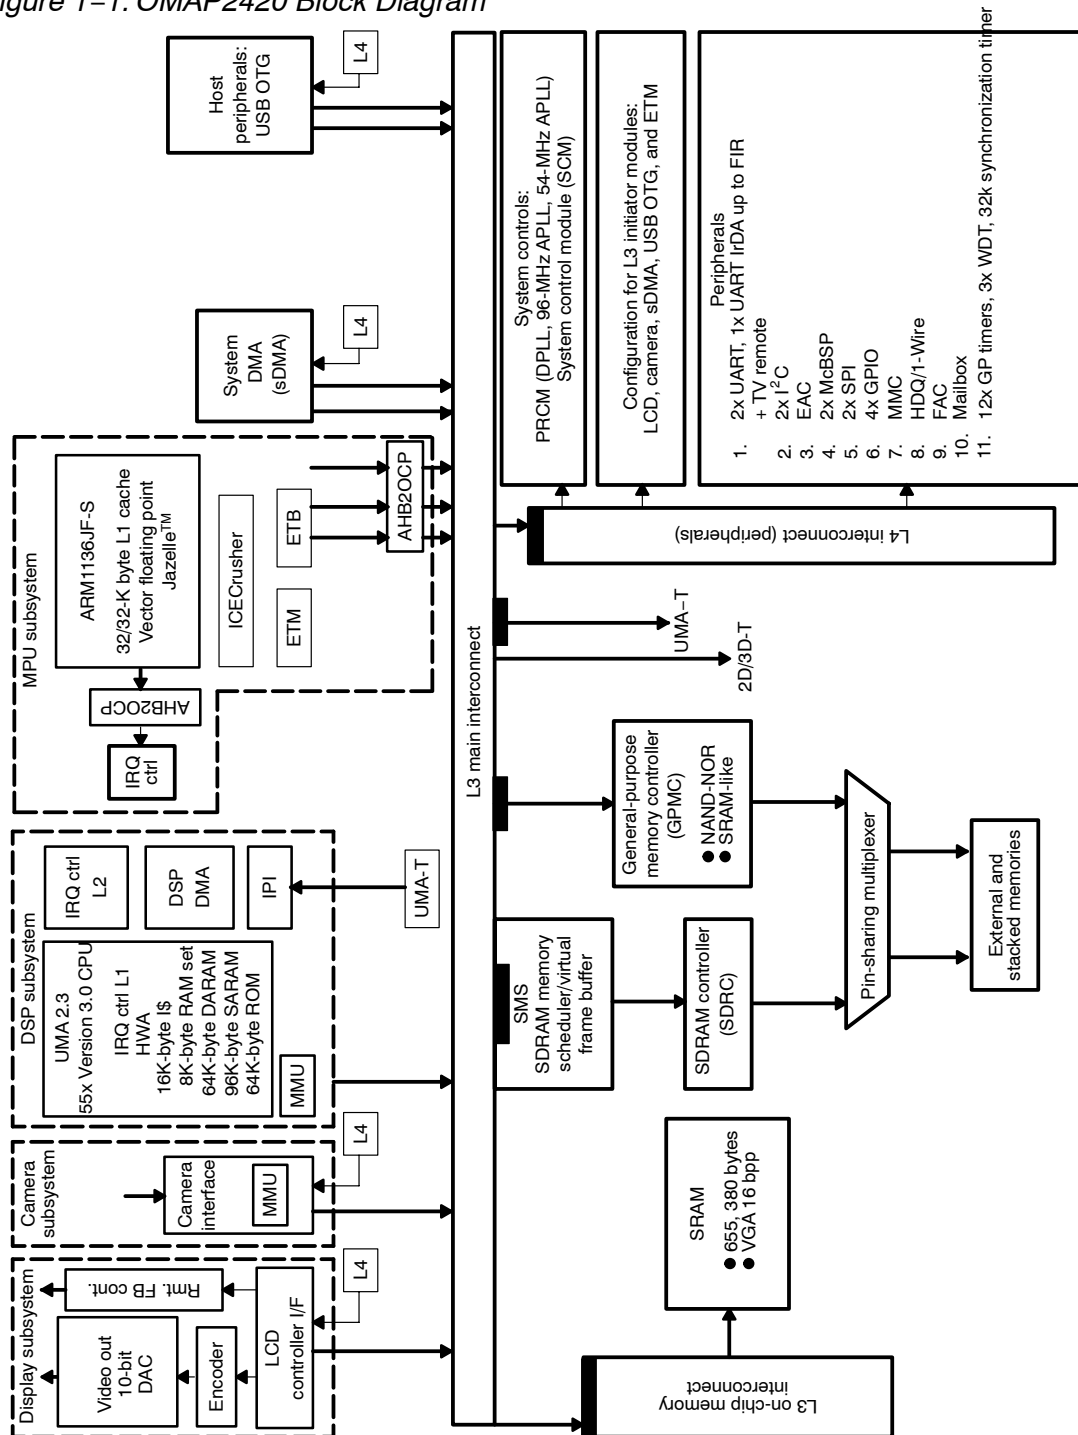 igure 1–1. OMAP2420 Block Diagram
Display subsystem
Video out
10-bit
DAC
Rmt. FB cont.
Encoder
LCD
controller I/F
L4
Camera
subsystem
Camera
interface
MMU
L4
DSP subsystem
UMA 2.3
55x Version 3.0 CPU
IRQ ctrl L1
HWA
16K-byte I$
8K-byte RAM set
64K-byte DARAM
96K-byte SARAM
64K-byte ROM
MMU
IRQ ctrl
L2
DSP
DMA
IPI
UMA-T
MPU subsystem
IRQ
ctrl
AHB2OCP
ARM1136JF-S
32/32-K byte L1 cache
Vector floating point
Jazelle™
ICECrusher
ETM
ETB
AHB2OCP
System
DMA
(sDMA)
L4
Host
peripherals:
USB OTG
L4
L3 main interconnect
L3 on-chip memory
interconnect
SRAM
● 655, 380 bytes
● VGA 16 bpp
SMS
SDRAM memory
scheduler/virtual
frame buffer
SDRAM controller
(SDRC)
General-purpose
memory controller
(GPMC)
● NAND-NOR
● SRAM-like
Pin-sharing multiplexer
External and
stacked memories
UMA–T
2D/3D-T
L4 interconnect (peripherals)
System controls:
PRCM (DPLL, 96-MHz APLL, 54-MHz APLL)
System control module (SCM)
Configuration for L3 initiator modules:
LCD, camera, sDMA, USB OTG, and ETM
Peripherals
1. 2x UART, 1x UART IrDA up to FIR
+ TV remote
2. 2x I²C
3. EAC
4. 2x McBSP
5. 2x SPI
6. 4x GPIO
7. MMC
8. HDQ/1-Wire
9. FAC
10. Mailbox
11. 12x GP timers, 3x WDT, 32k synchronization timer